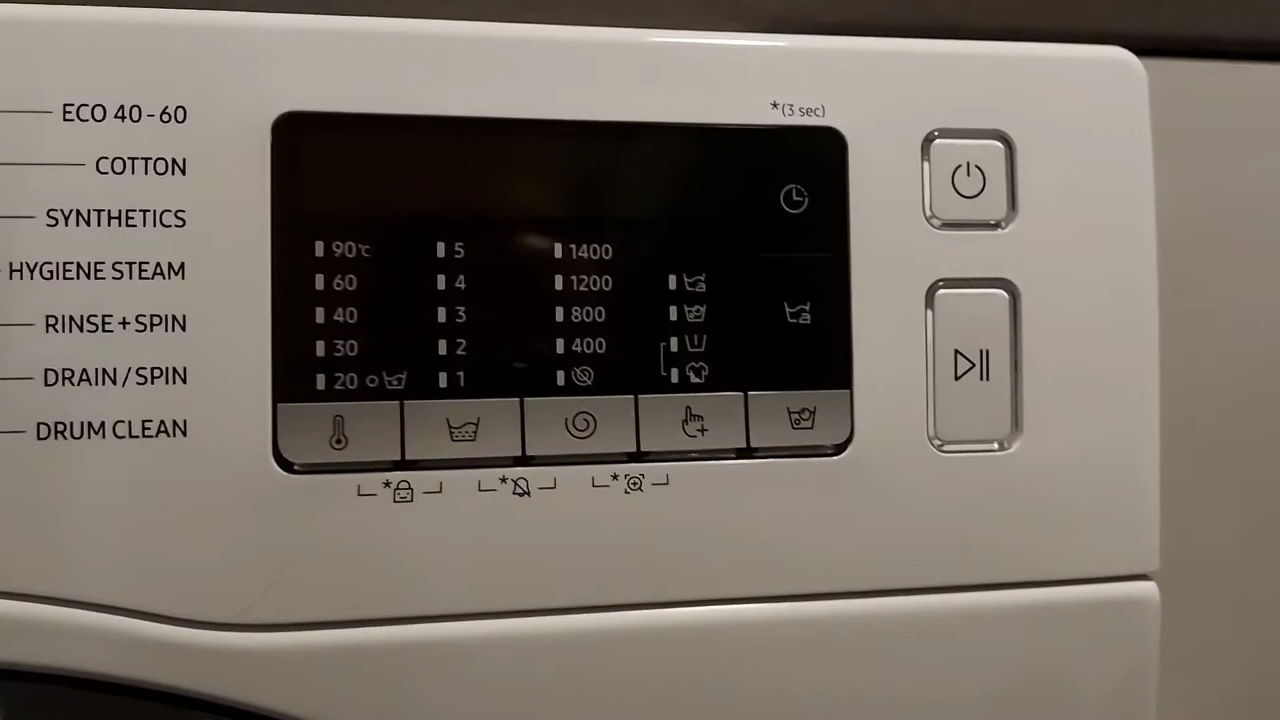 ECO 40-60
COTTON
SYNTHETICS
HYGIENE STEAM
RINSE+SPIN
DRAIN/SPIN
DRUM CLEAN
*(3 sec)
90℃ 5 1400
60 4 1200
40 3 800
30 2 400
20 1
* * *